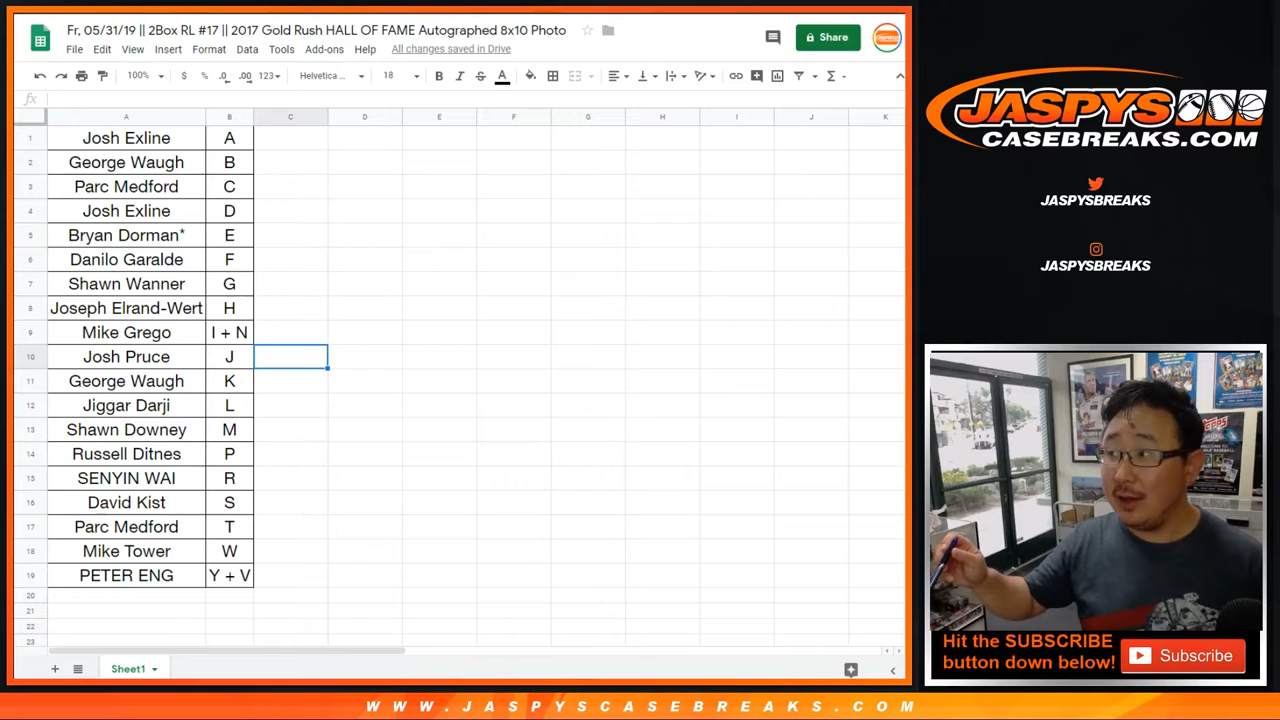 Fr, 05/31/19 || 2Box RL #17 || 2017 Gold Rush HALL OF FAME Autographed 8x10 Photo
File Edit View Insert Format Data Tools Add-ons Help All changes saved in Drive
Share
100% $ % .0 .00 123 Helvetica ... 18 B I S A
fx
A B C D E F G H I J K
1 Josh Exline A
2 George Waugh B
3 Parc Medford C
4 Josh Exline D
5 Bryan Dorman* E
6 Danilo Garalde F
7 Shawn Wanner G
8 Joseph Elrand-Wert H
9 Mike Grego I + N
10 Josh Pruce J
11 George Waugh K
12 Jiggar Darji L
13 Shawn Downey M
14 Russell Ditnes P
15 SENYIN WAI R
16 David Kist S
17 Parc Medford T
18 Mike Tower W
19 PETER ENG Y + V
20
21
22
23
Sheet1
JASPYS
CASEBREAKS.COM
JASPYSBREAKS
JASPYSBREAKS
Hit the SUBSCRIBE
button down below!
Subscribe
WWW.JASPYSCASEBREAKS.COM